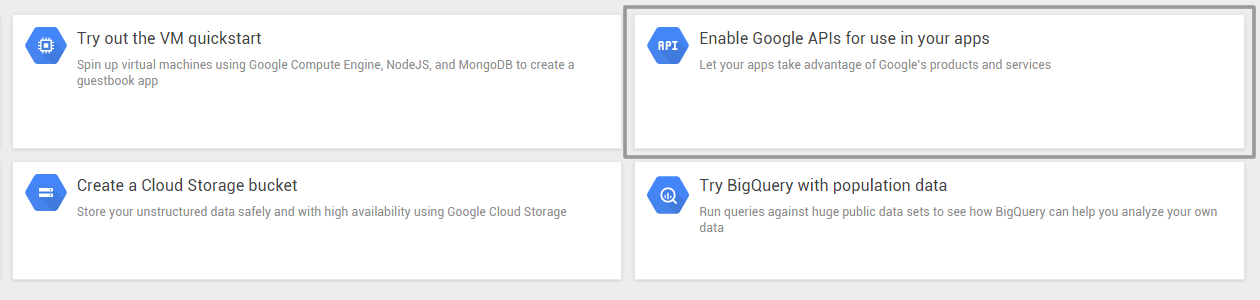 Try out the VM quickstart
Spin up virtual machines using Google Compute Engine, NodeJS, and MongoDB to create a
guestbook app
API
Enable Google APIs for use in your apps
Let your apps take advantage of Google's products and services
Create a Cloud Storage bucket
Store your unstructured data safely and with high availability using Google Cloud Storage
Try BigQuery with population data
Run queries against huge public data sets to see how BigQuery can help you analyze your own
data